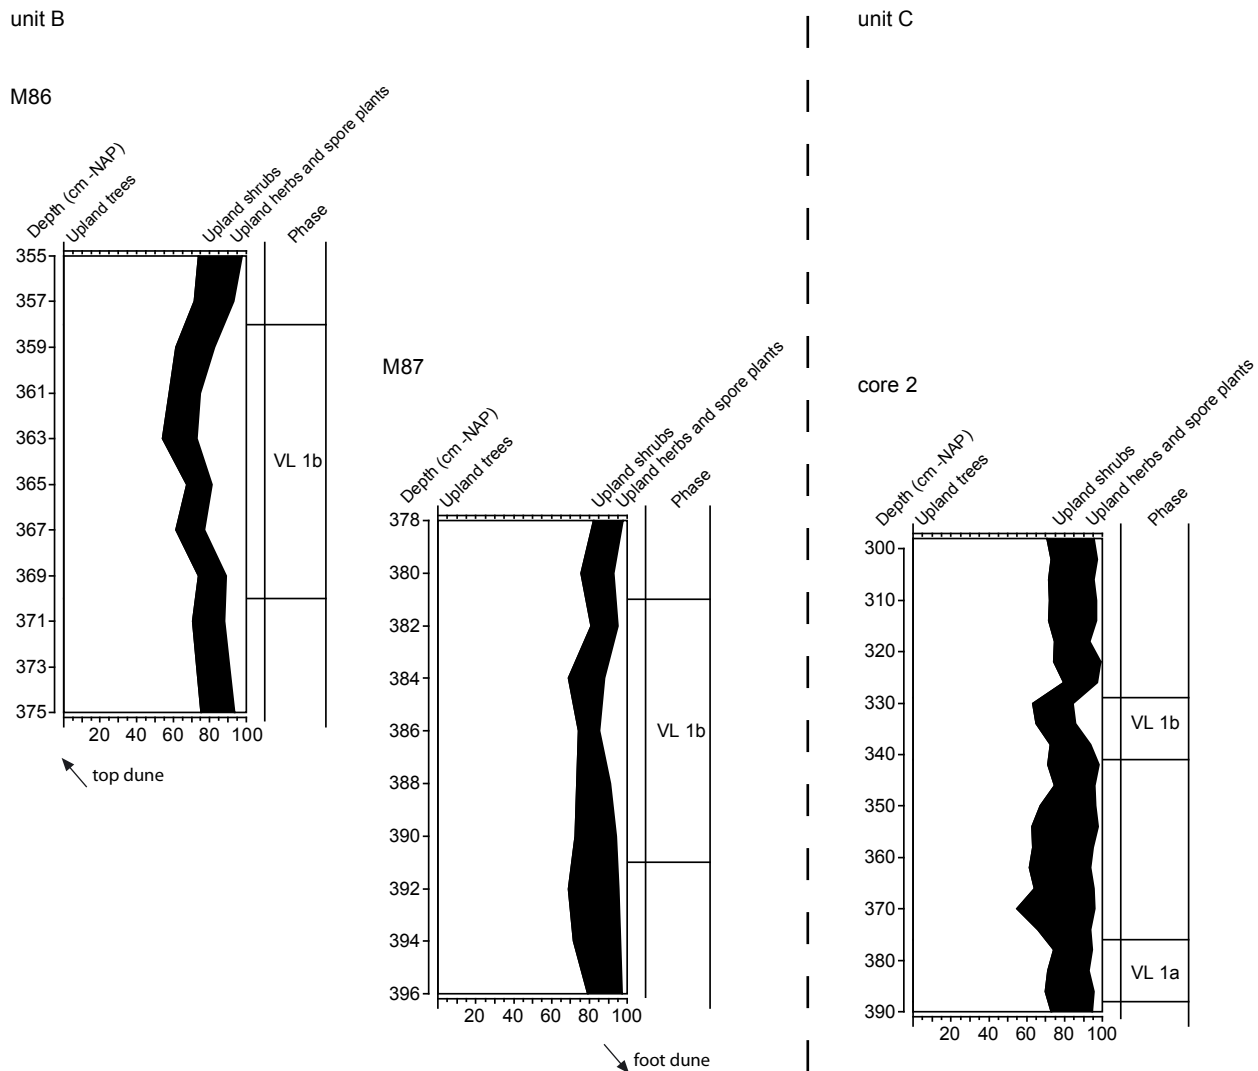 unit B
M86
Depth (cm -NAP)
Upland trees
Upland shrubs
Upland herbs and spore plants
Phase
355
357
359
361
363
365
367
369
371
373
375
VL 1b
20 40 60 80 100
top dune
M87
Depth (cm -NAP)
Upland trees
Upland shrubs
Upland herbs and spore plants
Phase
378
380
382
384
386
388
390
392
394
396
VL 1b
20 40 60 80 100
foot dune
unit C
core 2
Depth (cm -NAP)
Upland trees
Upland shrubs
Upland herbs and spore plants
Phase
300
310
320
330
340
350
360
370
380
390
VL 1b
VL 1a
20 40 60 80 100